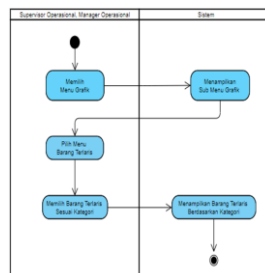 Supervisor Operasional, Manager Operasional
Sistem
Memilih
Menu Grafik
Menampilkan
Sub Menu Grafik
Pilih Menu
Barang Terlaris
Memilih Barang Terlaris
Sesuai Kategori
Menampilkan Barang Terlaris
Berdasarkan Kategori